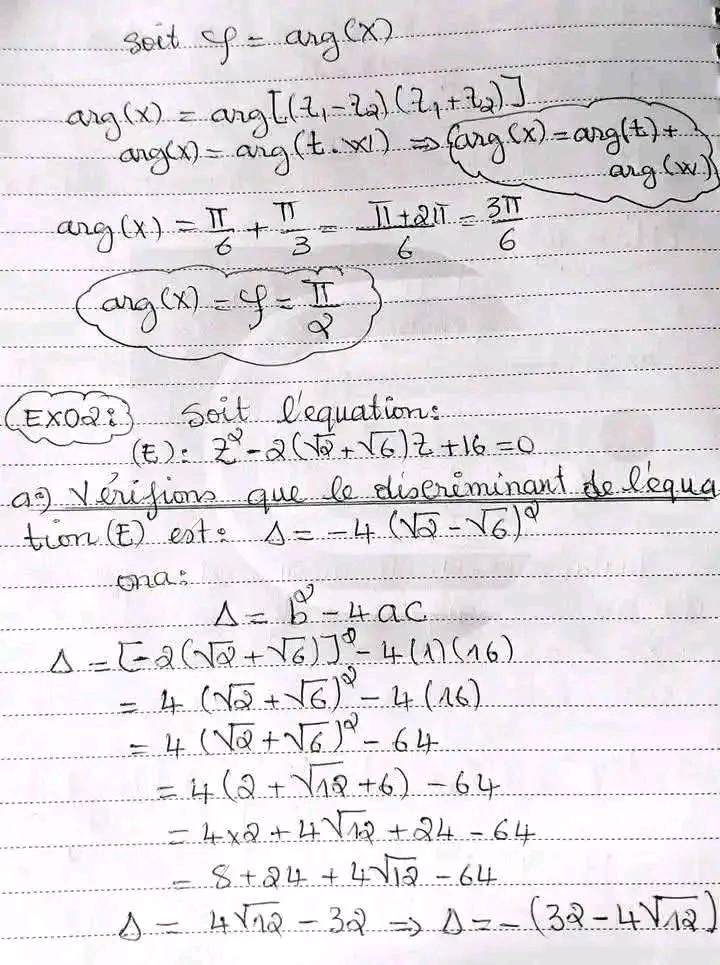 soit φ = arg(X)
arg(X) = arg[(Z₁-Z₂)(Z₁+Z₂)]
arg(X) = arg(t.w) ⇒ {arg(X) = arg(t) +
arg(w)}
arg(X) = π/6 + π/3 = π+2π/6 = 3π/6
arg(X) = φ = π/2
EXO2: Soit l'equation:
(E): Z² - 2(√2 + √6)Z + 16 = 0
a°) Vérifions que le discriminant de l'équa
tion (E) est: Δ = -4(√2 - √6)²
ona:
Δ = b² - 4ac
Δ = [-2(√2 + √6)]² - 4(1)(16)
= 4(√2 + √6)² - 4(16)
= 4(√2 + √6)² - 64
= 4(2 + √12 + 6) - 64
= 4×2 + 4√12 + 24 - 64
= 8 + 24 + 4√12 - 64
Δ = 4√12 - 32 ⇒ Δ = -(32 - 4√12)